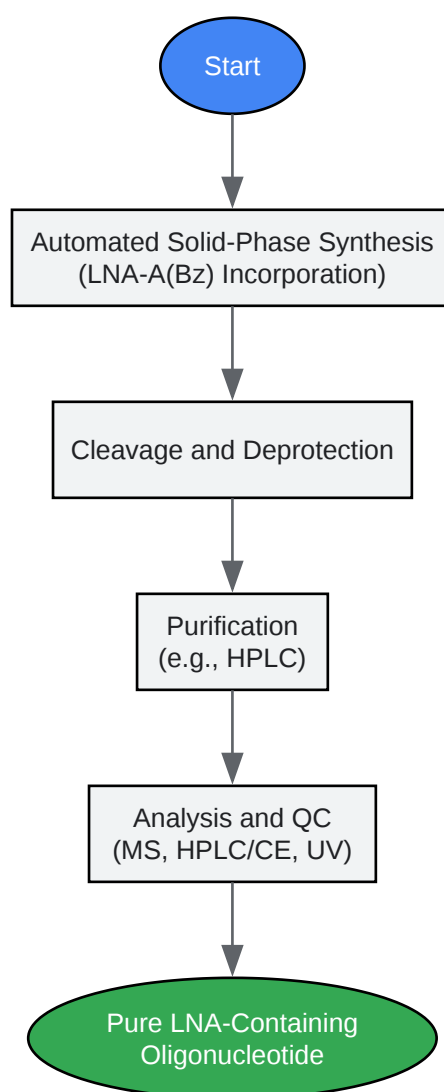 Start
Automated Solid-Phase Synthesis
(LNA-A(Bz) Incorporation)
Cleavage and Deprotection
Purification
(e.g., HPLC)
Analysis and QC
(MS, HPLC/CE, UV)
Pure LNA-Containing
Oligonucleotide